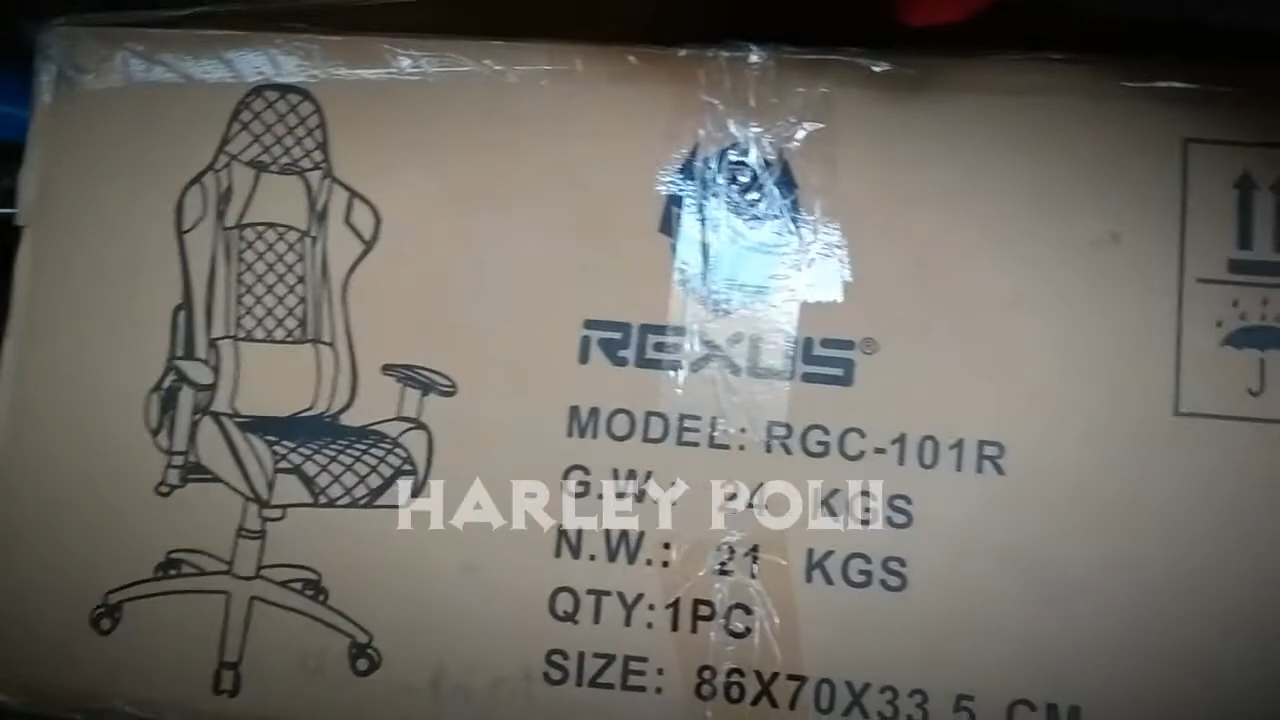 REXUS®
MODEL: RGC-101R
G.W.: 24 KGS
HARLEY POLII
N.W.: 21 KGS
QTY:1PC
SIZE: 86X70X33.5 CM